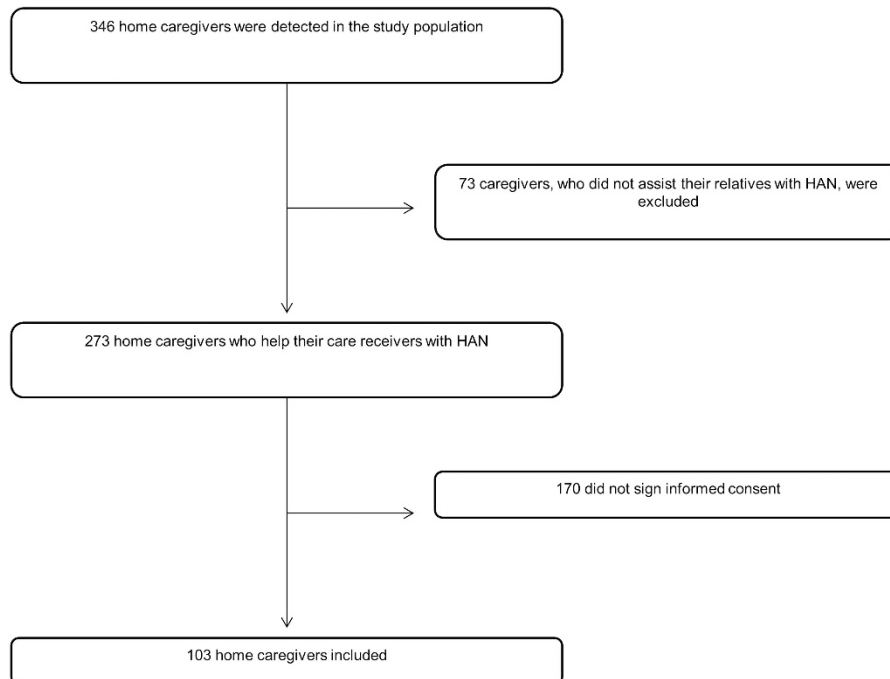 346 home caregivers were detected in the study population
73 caregivers, who did not assist their relatives with HAN, were
excluded
273 home caregivers who help their care receivers with HAN
170 did not sign informed consent
103 home caregivers included